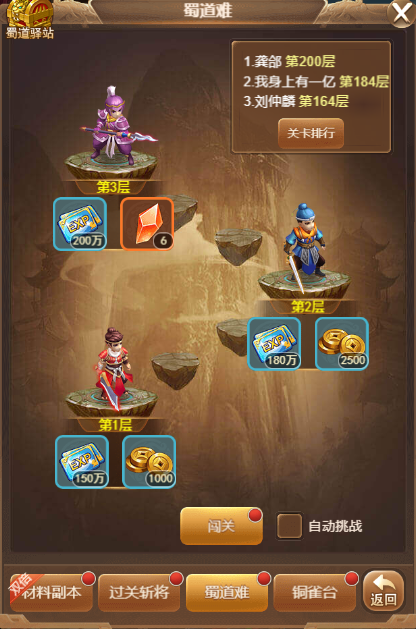 蜀道难
蜀道驿站
1.龚郃 第200层
2.我身上有一亿 第184层
3.刘仲麟 第164层
关卡排行
第3层
EXP
200万
6
第2层
EXP
180万
2500
第1层
EXP
150万
1000
闯关
自动挑战
双倍
材料副本
过关斩将
蜀道难
铜雀台
返回